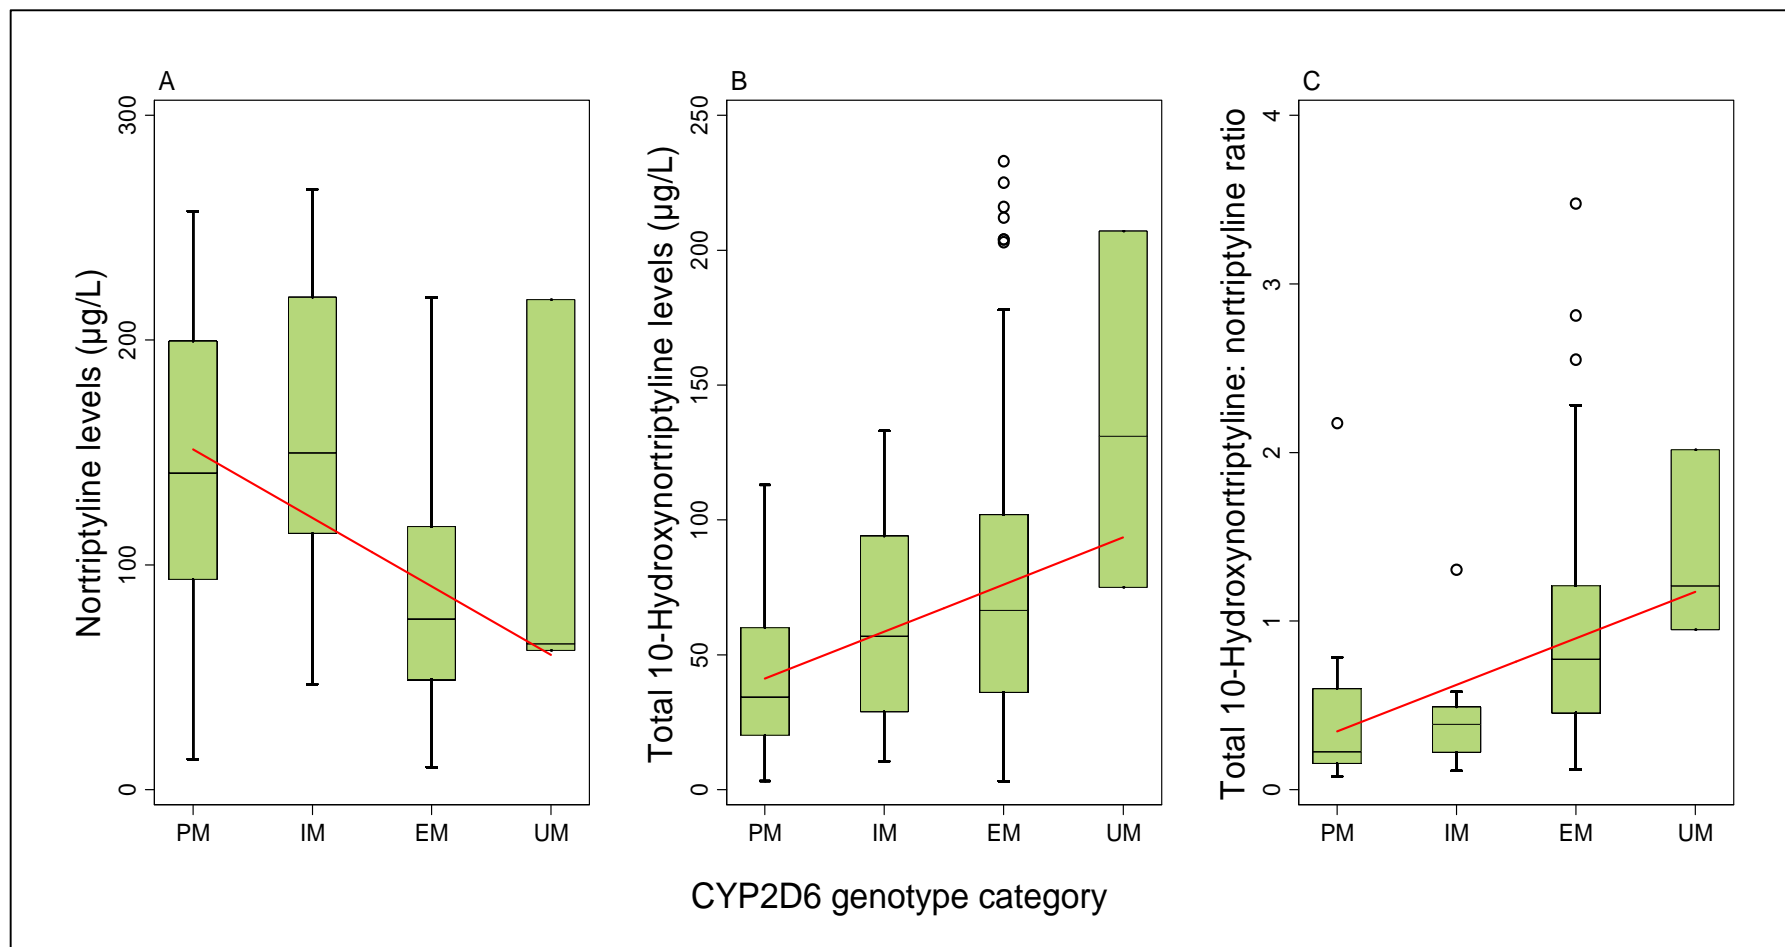 A
B
C
Nortriptyline levels (µg/L)
300
200
100
0
PM IM EM UM
Total 10-Hydroxynortriptyline levels (µg/L)
250
200
150
100
50
0
PM IM EM UM
Total 10-Hydroxynortriptyline: nortriptyline ratio
4
3
2
1
0
PM IM EM UM
CYP2D6 genotype category